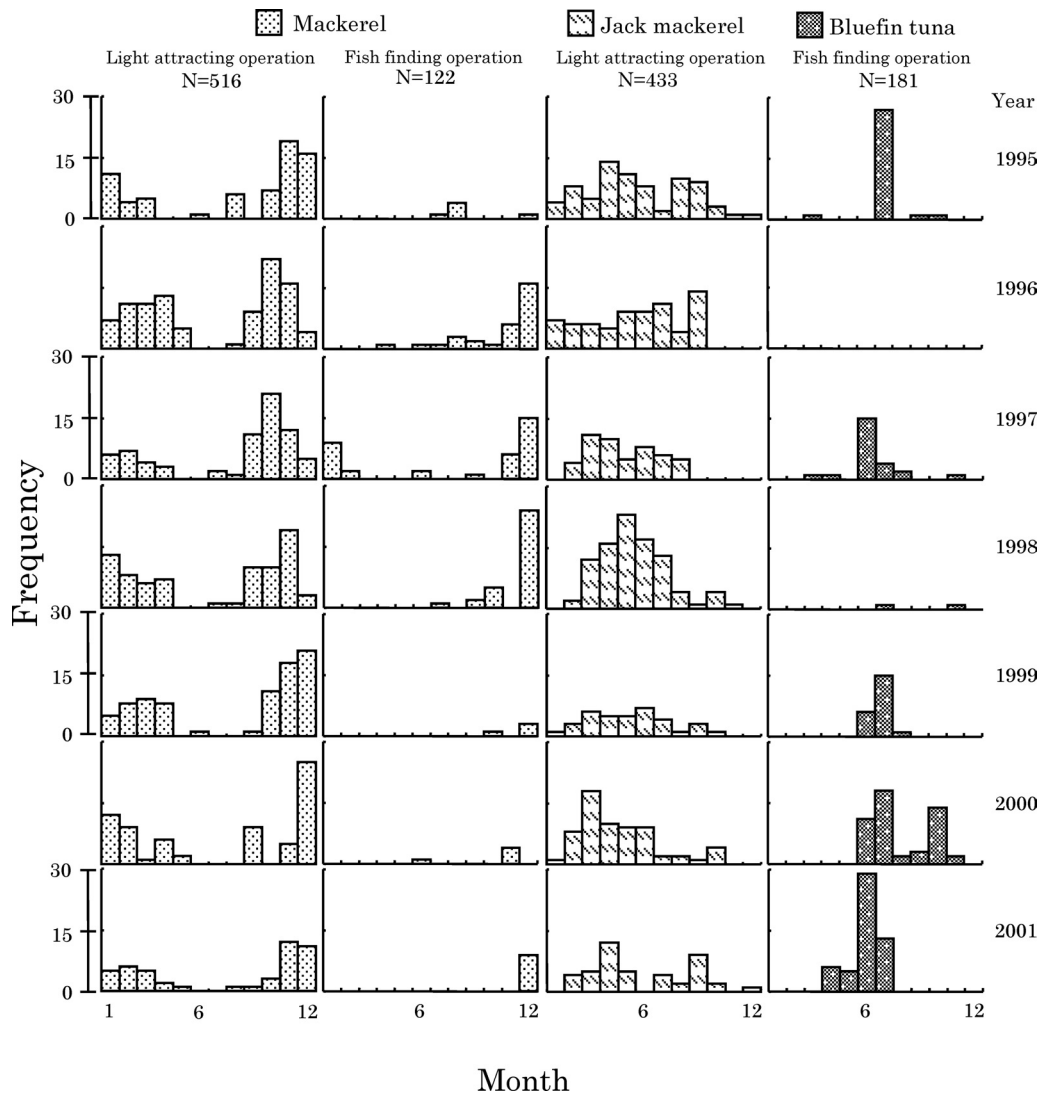 Mackerel Jack mackerel Bluefin tuna
Light attracting operation Fish finding operation Light attracting operation Fish finding operation
N=516 N=122 N=433 N=181
Year
30
15
0
1995
1996
30
15
0
1997
1998
30
15
0
1999
2000
30
15
0
2001
Frequency
1 6 12 6 12 6 12 6 12
Month